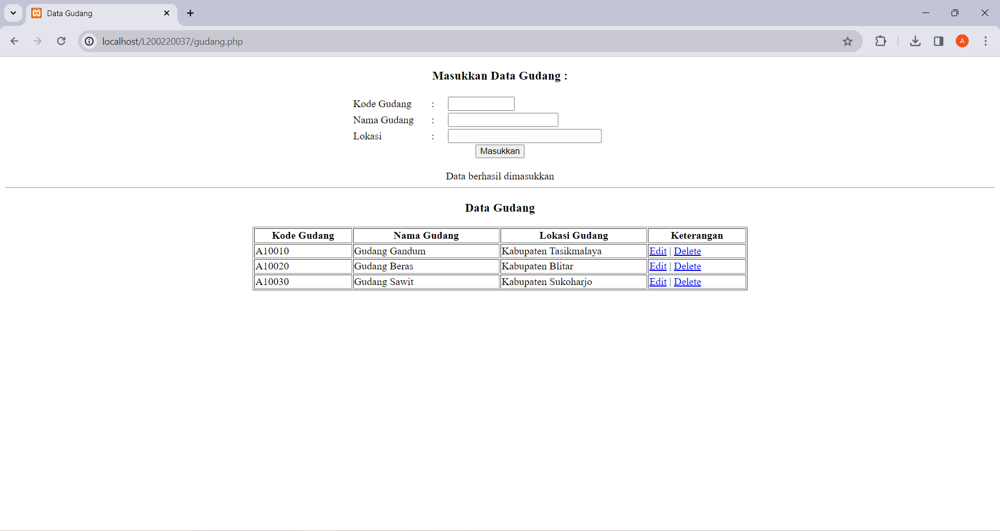 Data Gudang
localhost/L200220037/gudang.php
A
Masukkan Data Gudang :
Kode Gudang :
Nama Gudang :
Lokasi :
Masukkan
Data berhasil dimasukkan
Data Gudang
Kode Gudang Nama Gudang Lokasi Gudang Keterangan
A10010 Gudang Gandum Kabupaten Tasikmalaya Edit | Delete
A10020 Gudang Beras Kabupaten Blitar Edit | Delete
A10030 Gudang Sawit Kabupaten Sukoharjo Edit | Delete